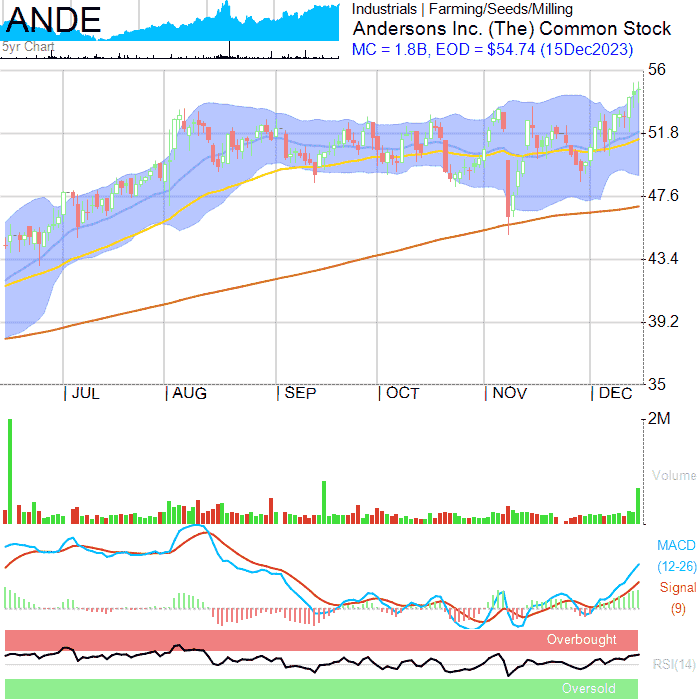 ANDE
5yr Chart
Industrials | Farming/Seeds/Milling
Andersons Inc. (The) Common Stock
MC = 1.8B, EOD = $54.74 (15Dec2023)
56
51.8
47.6
43.4
39.2
35
JUL AUG SEP OCT NOV DEC
2M
Volume
MACD
(12-26)
Signal
(9)
Overbought
RSI(14)
Oversold